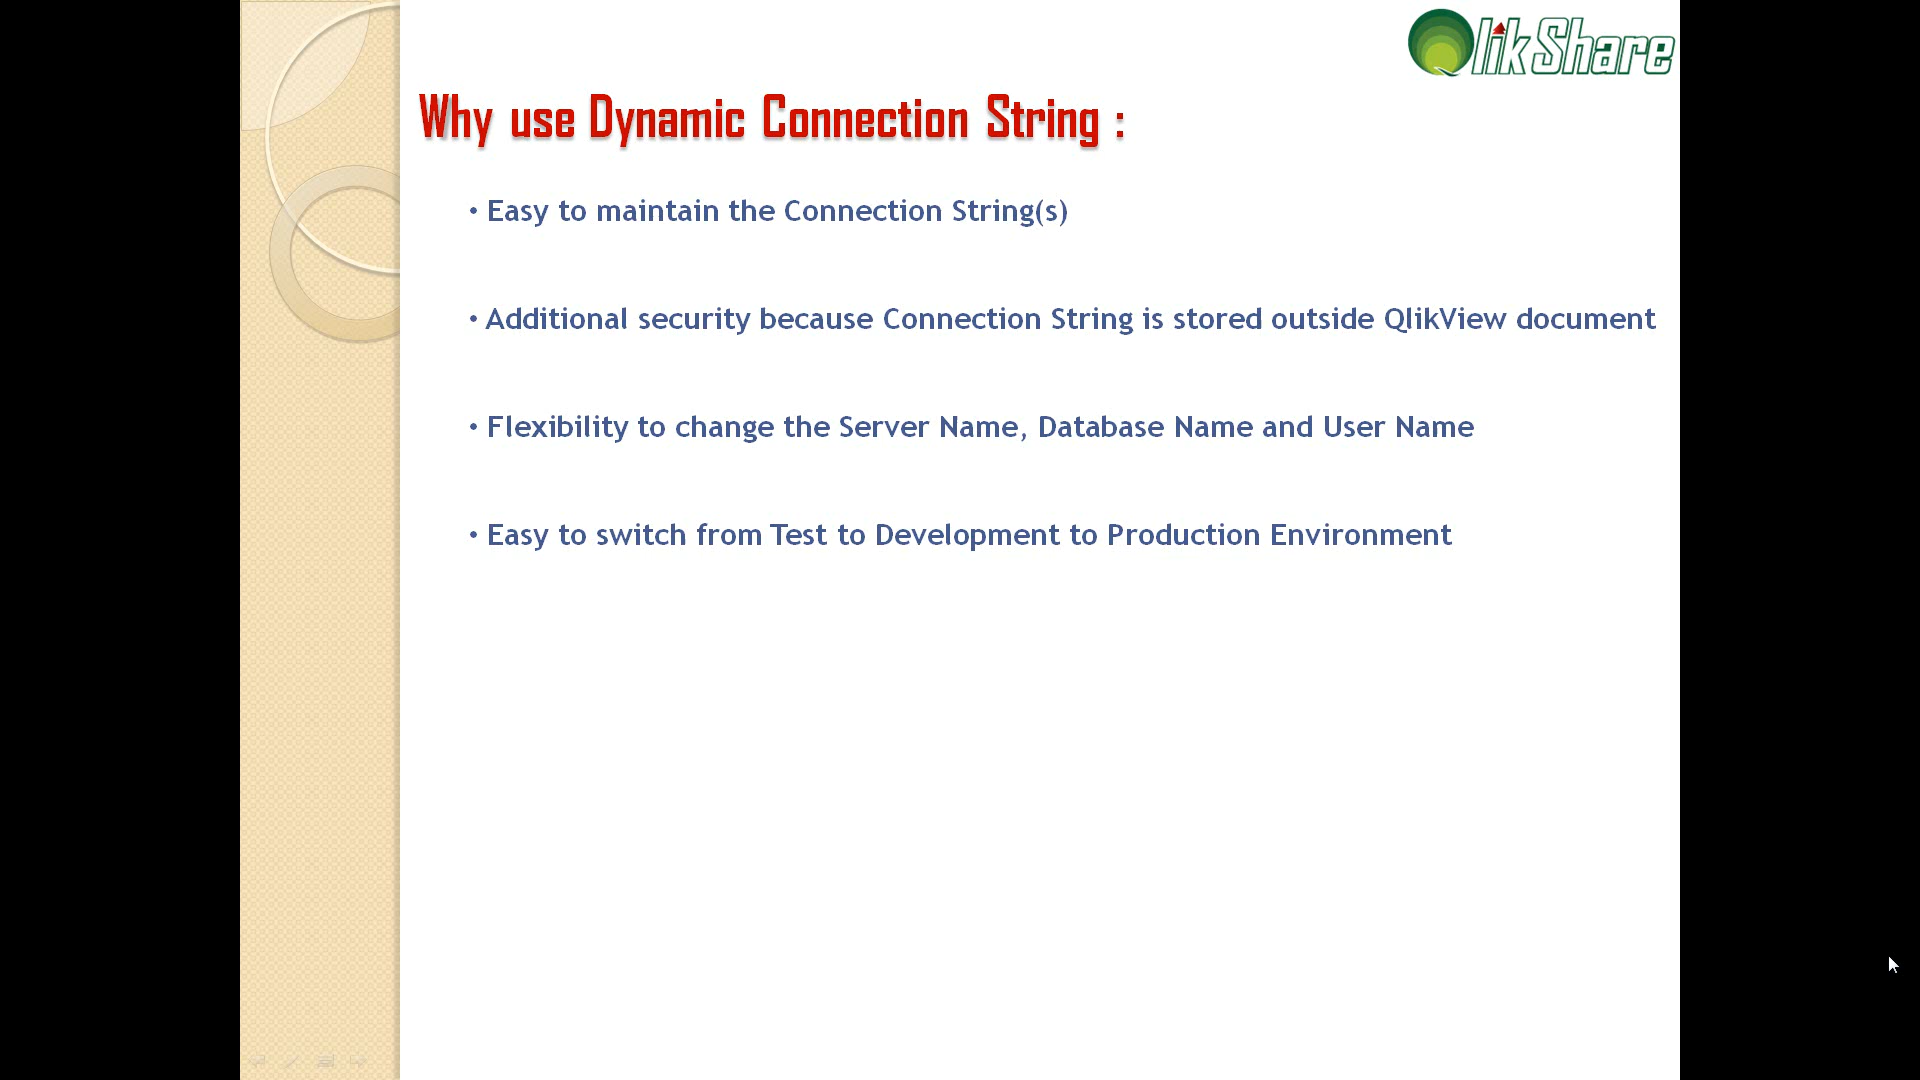 QlikShare
Why use Dynamic Connection String :
• Easy to maintain the Connection String(s)
• Additional security because Connection String is stored outside QlikView document
• Flexibility to change the Server Name, Database Name and User Name
• Easy to switch from Test to Development to Production Environment